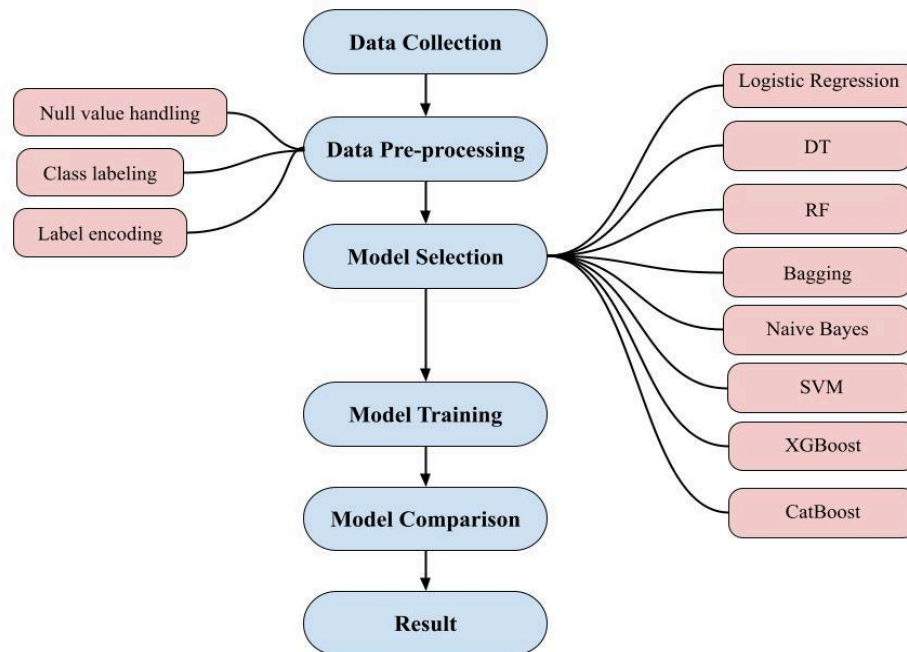 Data Collection
Null value handling
Class labeling
Label encoding
Data Pre-processing
Model Selection
Logistic Regression
DT
RF
Bagging
Naive Bayes
SVM
XGBoost
CatBoost
Model Training
Model Comparison
Result